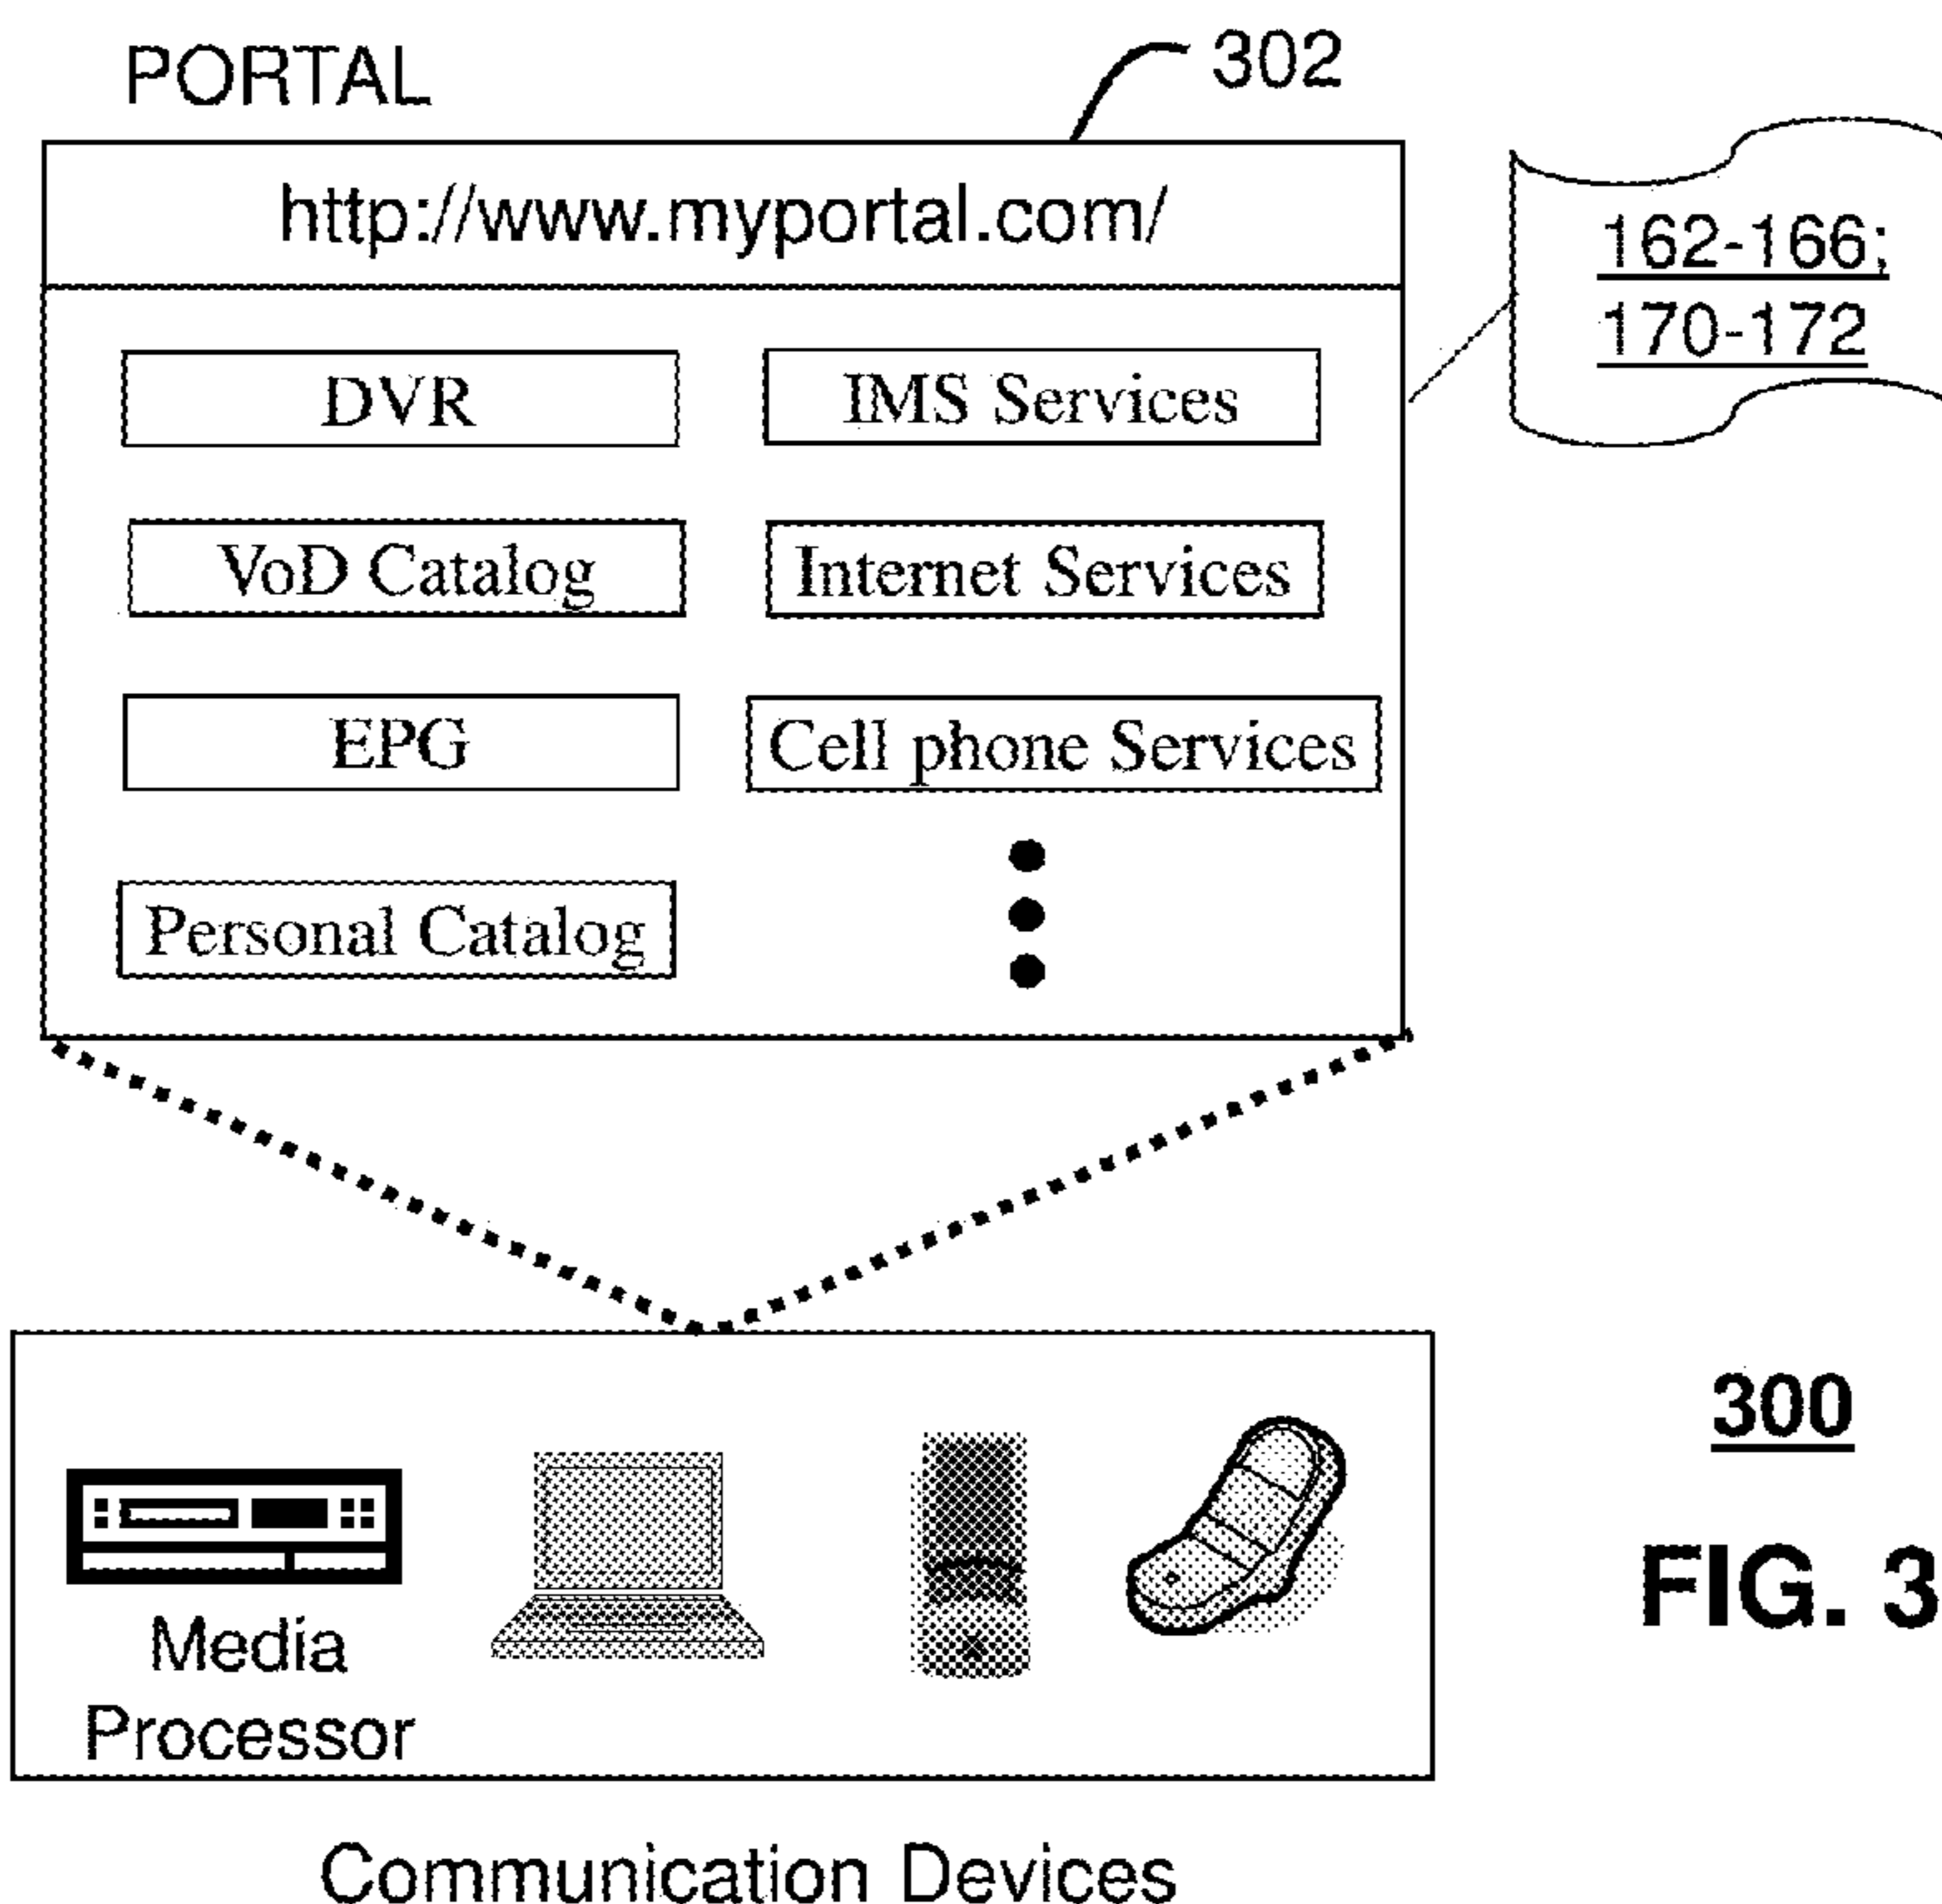 PORTAL
302
http://www.myportal.com/
162-166;
170-172
DVR
IMS Services
VoD Catalog
Internet Services
EPG
Cell phone Services
Personal Catalog
Media
Processor
300
FIG. 3
Communication Devices